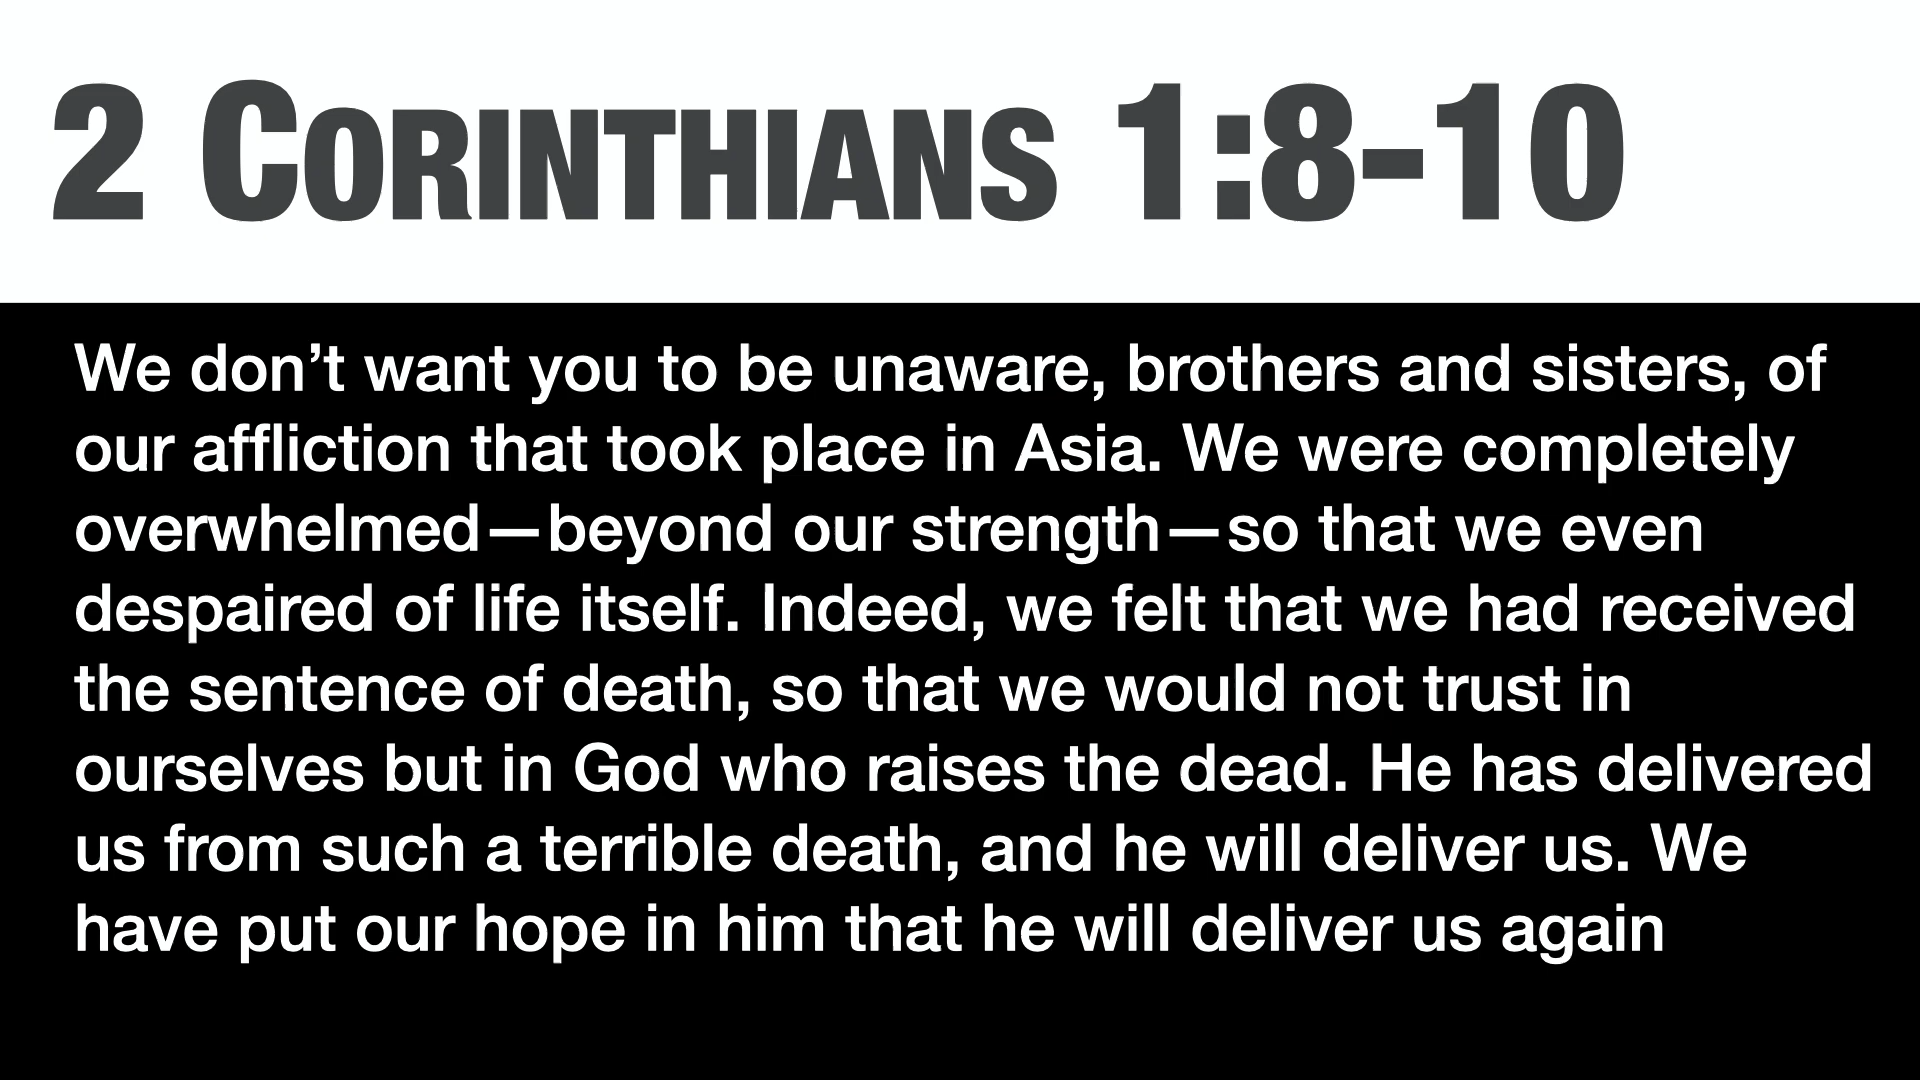 2 Corinthians 1:8-10
We don’t want you to be unaware, brothers and sisters, of
our affliction that took place in Asia. We were completely
overwhelmed—beyond our strength—so that we even
despaired of life itself. Indeed, we felt that we had received
the sentence of death, so that we would not trust in
ourselves but in God who raises the dead. He has delivered
us from such a terrible death, and he will deliver us. We
have put our hope in him that he will deliver us again